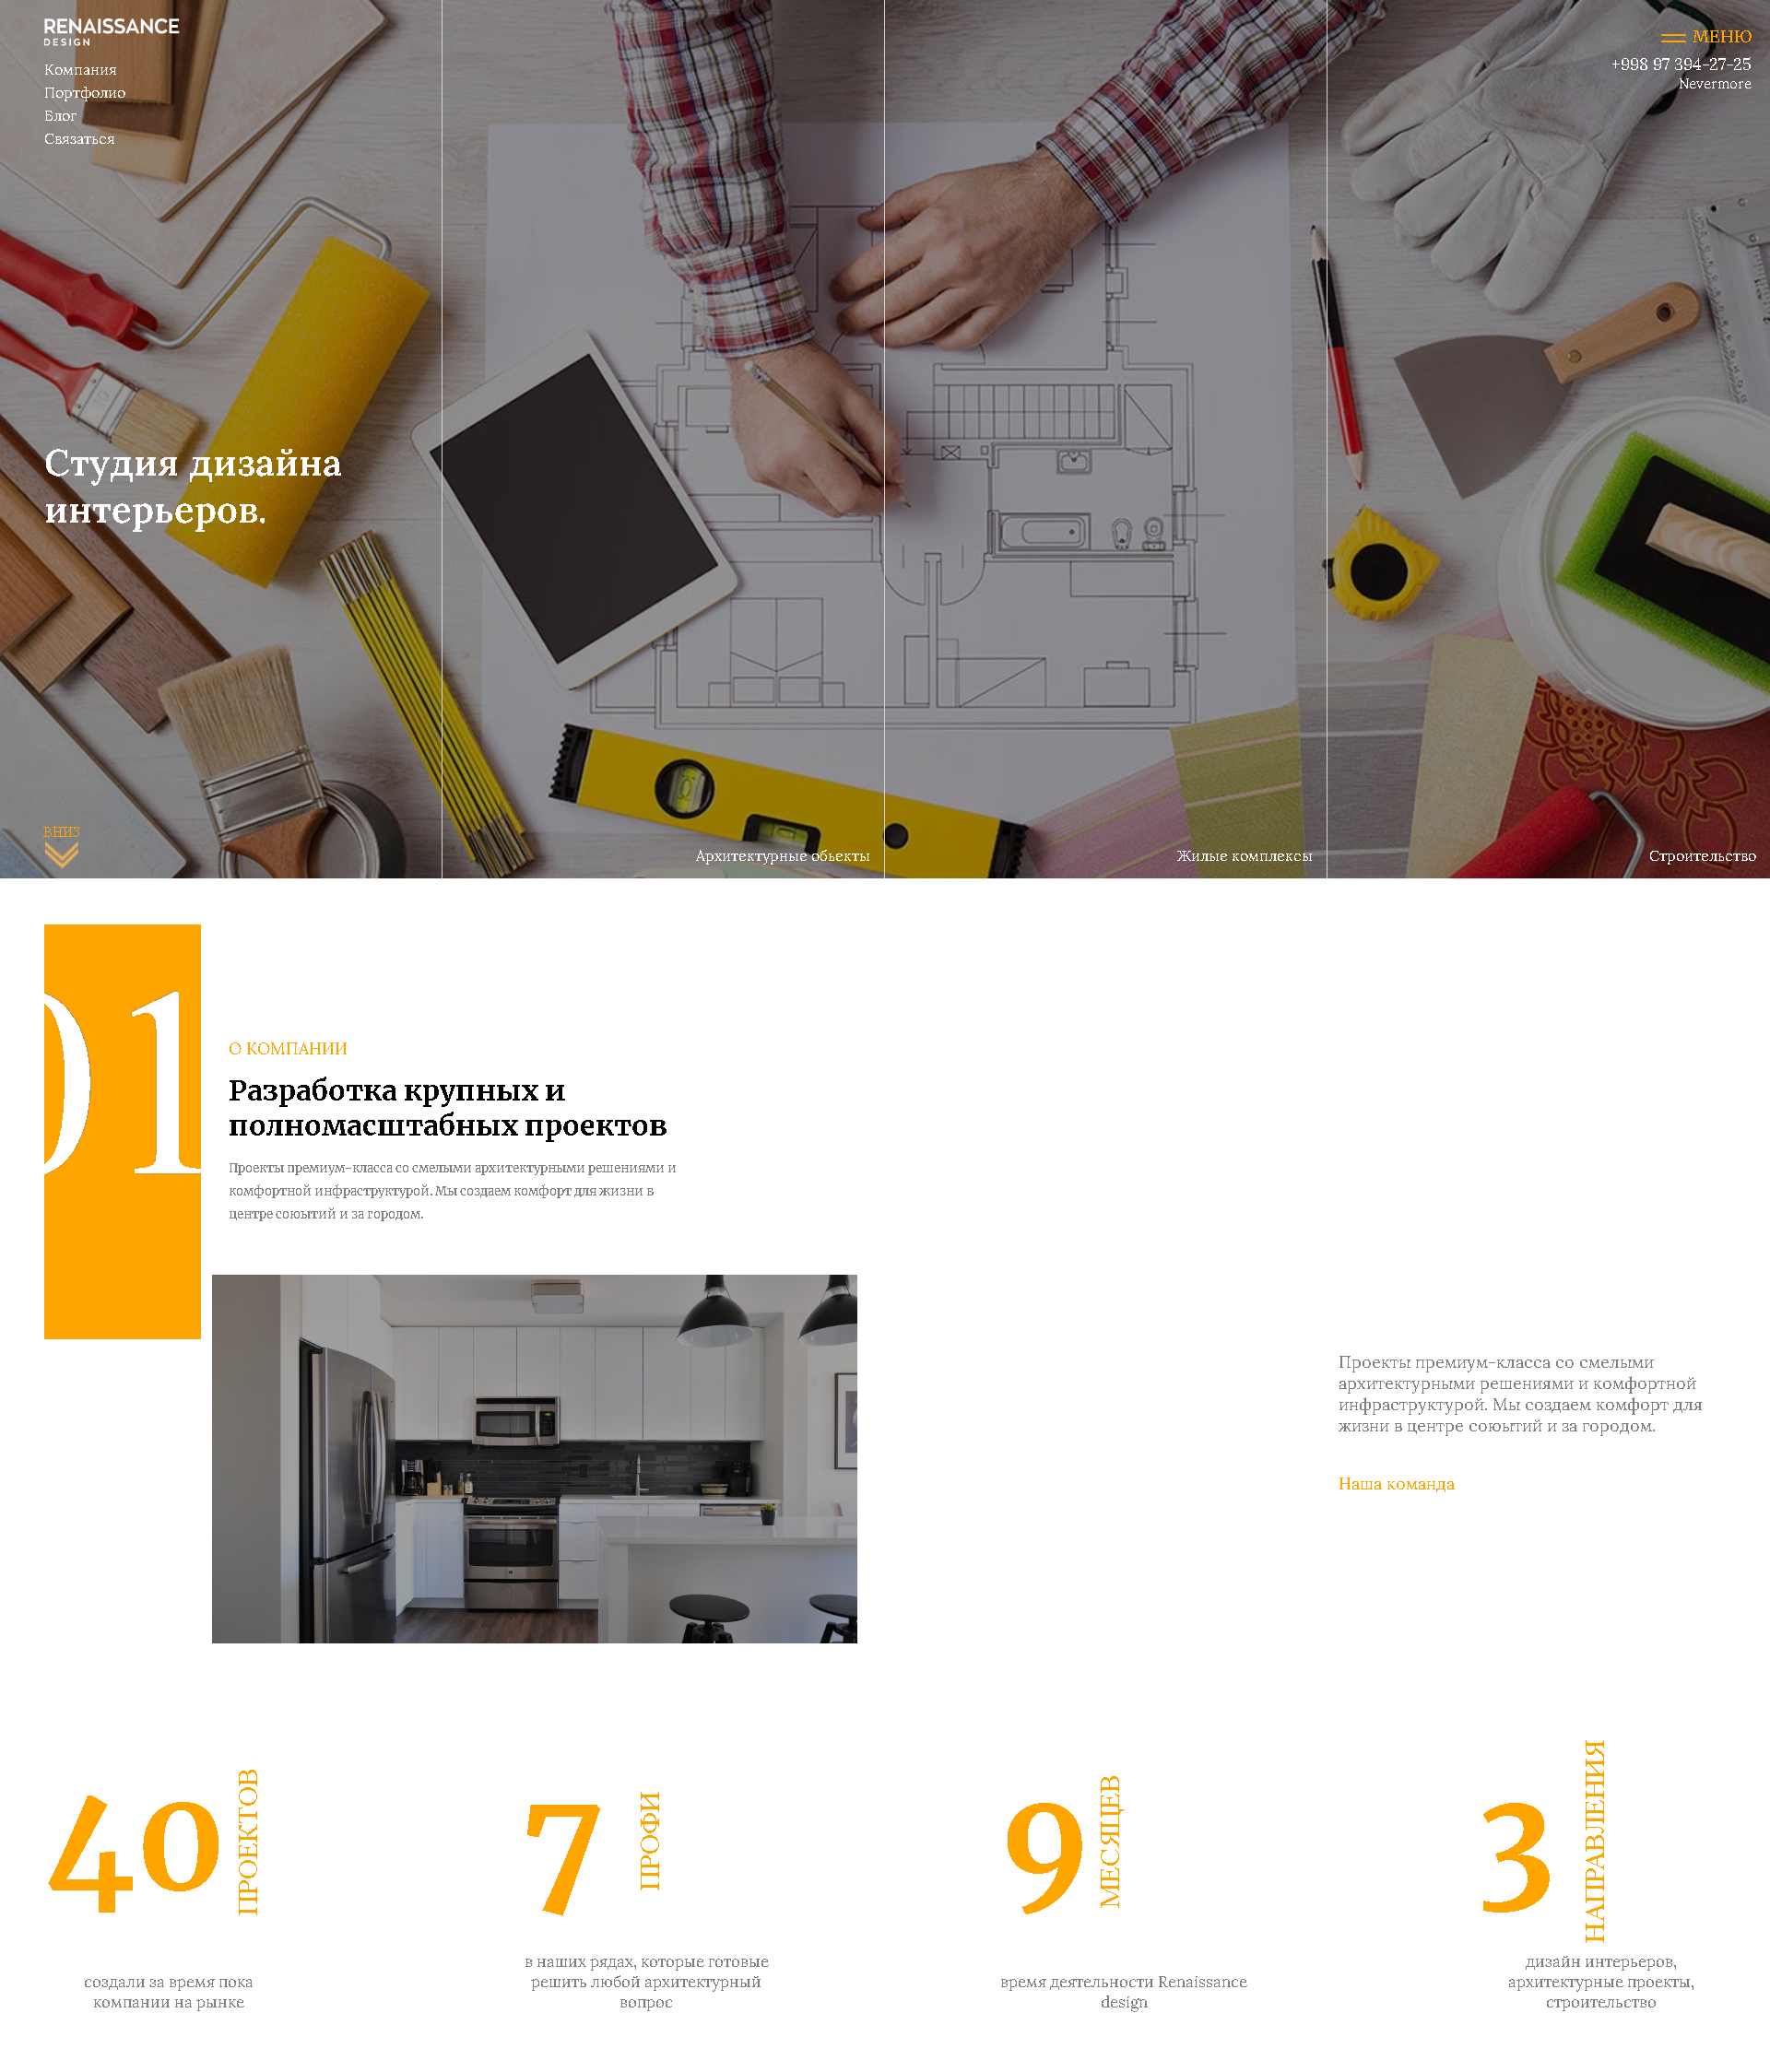 RENAISSANCE
DESIGN
Компания
Портфолио
Блог
Связаться
МЕНЮ
+998 97 394-27-25
Nevermore
Студия дизайна
интерьеров.
ВНИЗ
Архитектурные обьекты
Жилые комплексы
Строительство
01
О КОМПАНИИ
Разработка крупных и
полномасштабных проектов
Проекты премиум-класса со смелыми архитектурными решениями и
комфортной инфраструктурой. Мы создаем комфорт для жизни в
центре союытий и за городом.
Проекты премиум-класса со смелыми
архитектурными решениями и комфортной
инфраструктурой. Мы создаем комфорт для
жизни в центре союытий и за городом.
Наша команда
40
ПРОЕКТОВ
создали за время пока
компании на рынке
7
ПРОФИ
в наших рядах, которые готовые
решить любой архитектурный
вопрос
9
МЕСЯЦЕВ
время деятельности Renaissance
design
3
НАПРАВЛЕНИЯ
дизайн интерьеров,
архитектурные проекты,
строительство